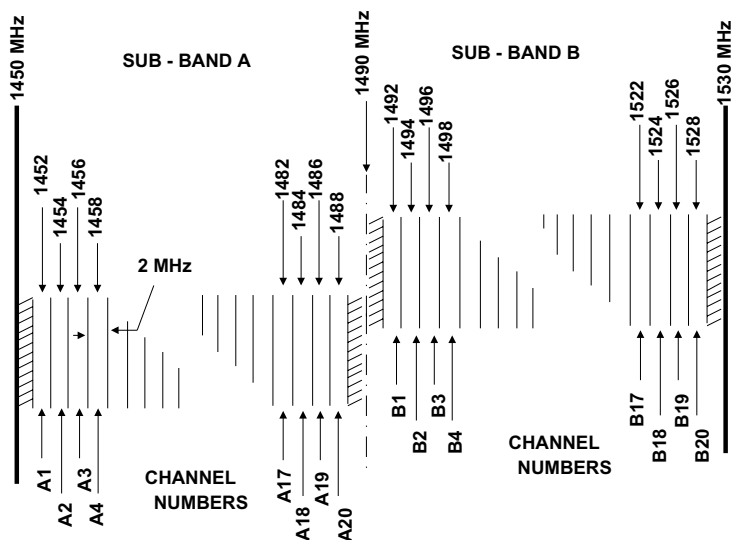 1450 MHz
SUB - BAND A
1490 MHz
SUB - BAND B
1530 MHz
1452
1454
1456
1458
1482
1484
1486
1488
1492
1494
1496
1498
1522
1524
1526
1528
2 MHz
A1
A2
A3
A4
CHANNEL
NUMBERS
A17
A18
A19
A20
B1
B2
B3
B4
CHANNEL
NUMBERS
B17
B18
B19
B20